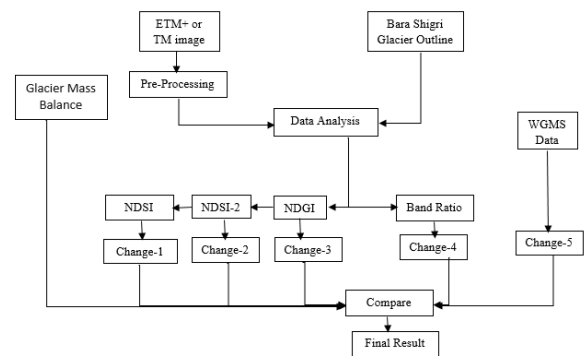 ETM+ or
TM image
Bara Shigri
Glacier Outline
Glacier Mass
Balance
Pre-Processing
Data Analysis
WGMS
Data
NDSI
NDSI-2
NDGI
Band Ratio
Change-1
Change-2
Change-3
Change-4
Change-5
Compare
Final Result